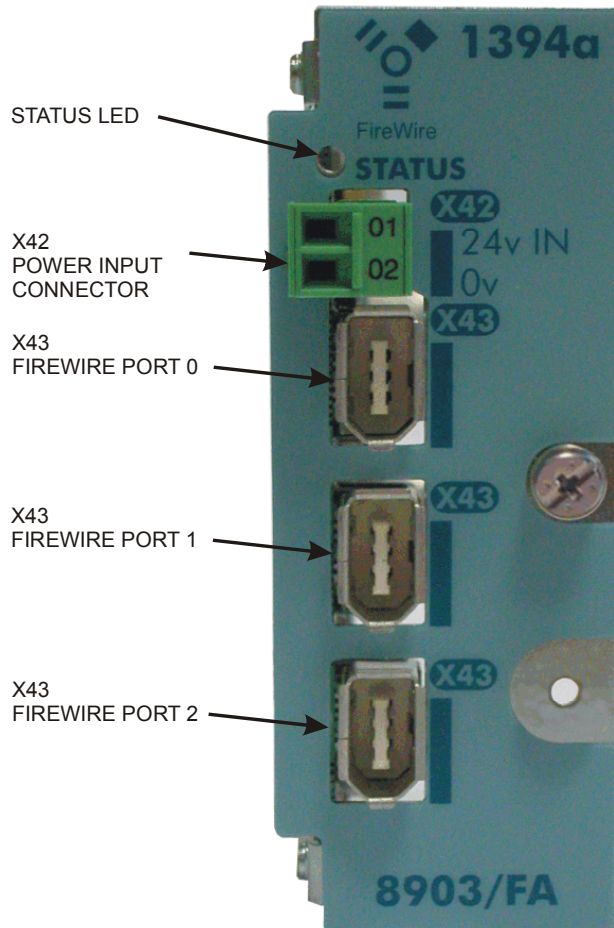 1394a
FireWire
STATUS LED
STATUS
X42
01
24v IN
X42
POWER INPUT
CONNECTOR
02
0v
X43
X43
FIREWIRE PORT 0
X43
X43
FIREWIRE PORT 1
X43
X43
FIREWIRE PORT 2
8903/FA